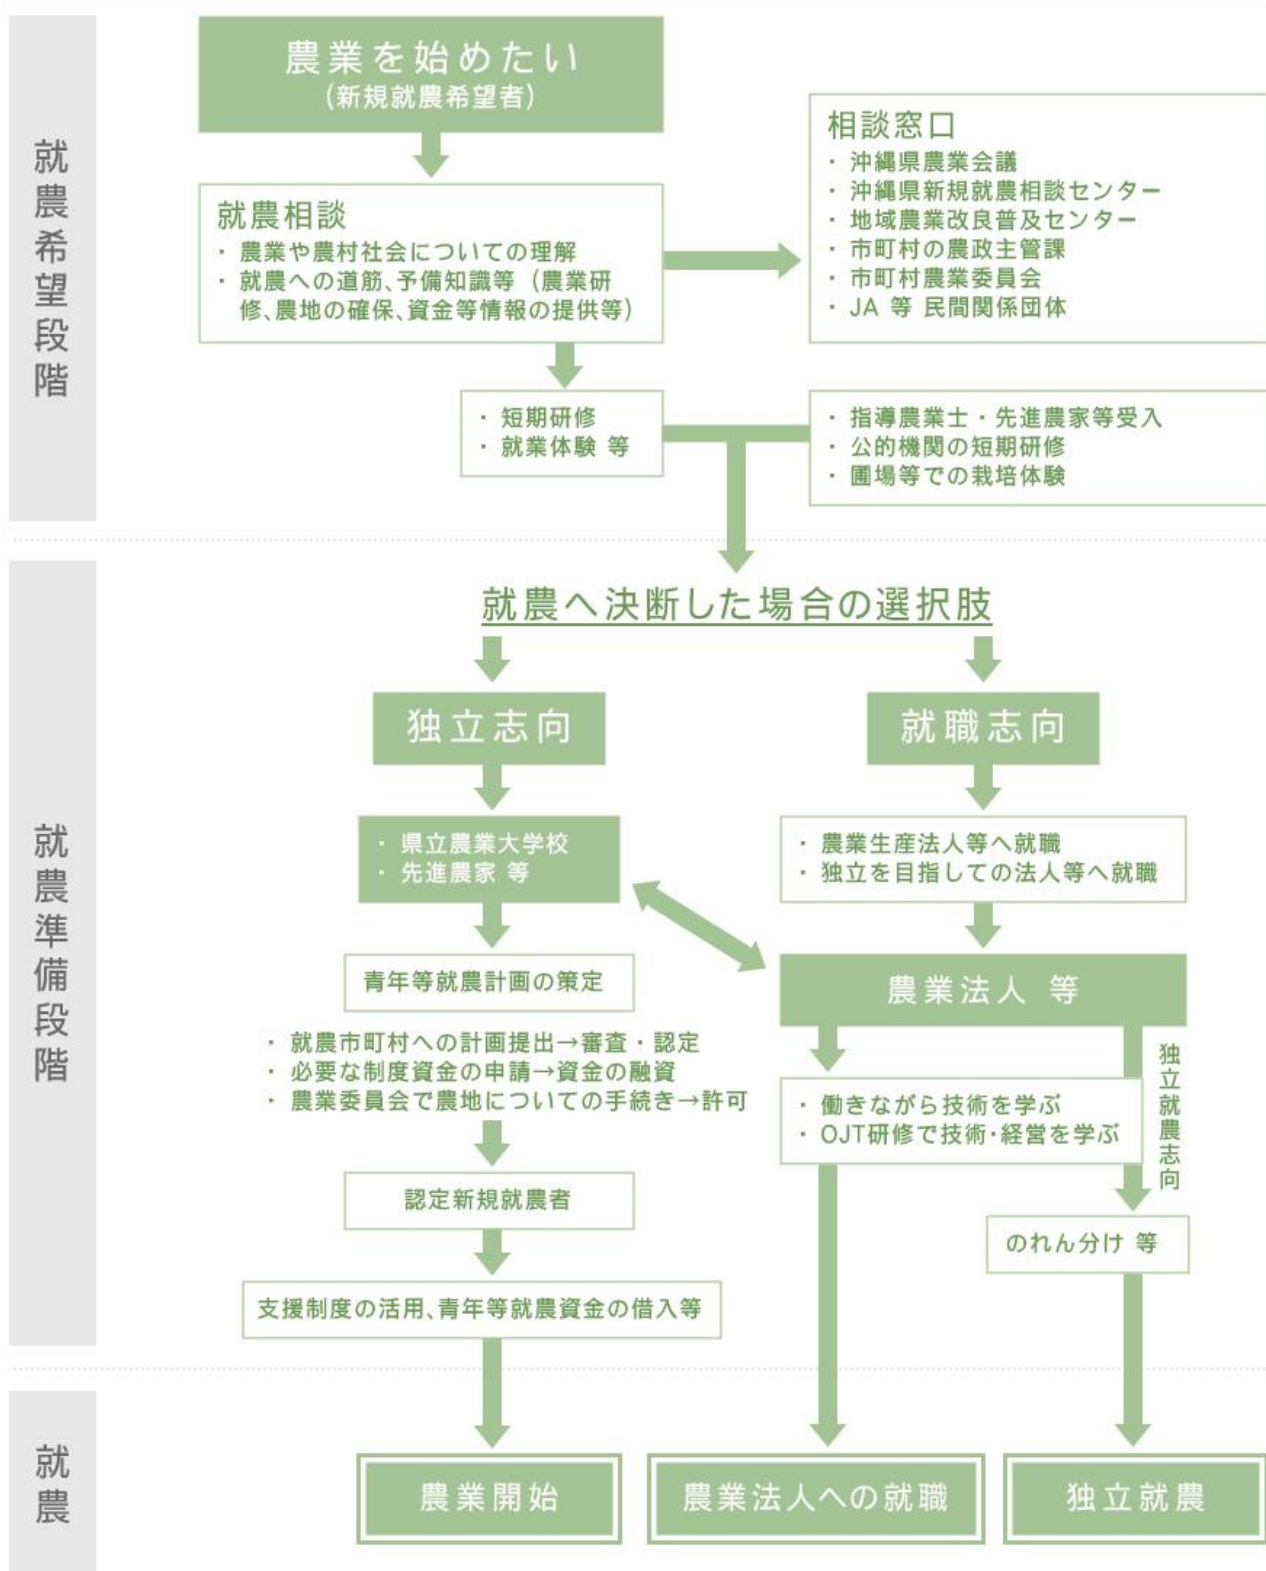 就農希望段階
農業を始めたい
(新規就農希望者)
就農相談
・農業や農村社会についての理解
・就農への道筋、予備知識等（農業研
修、農地の確保、資金等情報の提供等）
相談窓口
・沖縄県農業会議
・沖縄県新規就農相談センター
・地域農業改良普及センター
・市町村の農政主管課
・市町村農業委員会
・JA 等 民間関係団体
・短期研修
・就業体験 等
・指導農業士・先進農家等受入
・公的機関の短期研修
・圃場等での栽培体験
就農準備段階
就農へ決断した場合の選択肢
独立志向
・県立農業大学校
・先進農家 等
青年等就農計画の策定
・就農市町村への計画提出→審査・認定
・必要な制度資金の申請→資金の融資
・農業委員会で農地についての手続き→許可
認定新規就農者
支援制度の活用、青年等就農資金の借入等
就職志向
・農業生産法人等へ就職
・独立を目指しての法人等へ就職
農業法人 等
・働きながら技術を学ぶ
・OJT研修で技術・経営を学ぶ
独立就農志向
のれん分け 等
就農
農業開始
農業法人への就職
独立就農